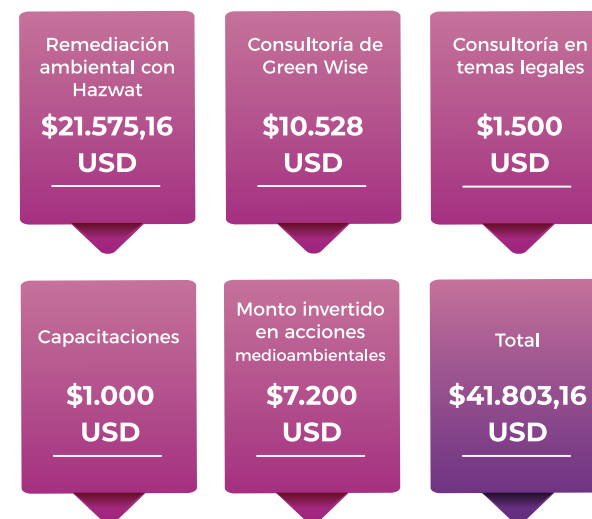 Remediación
ambiental con
Hazwat
$21.575,16
USD
Consultoría de
Green Wise
$10.528
USD
Consultoría en
temas legales
$1.500
USD
Capacitaciones
$1.000
USD
Monto invertido
en acciones
medioambientales
$7.200
USD
Total
$41.803,16
USD